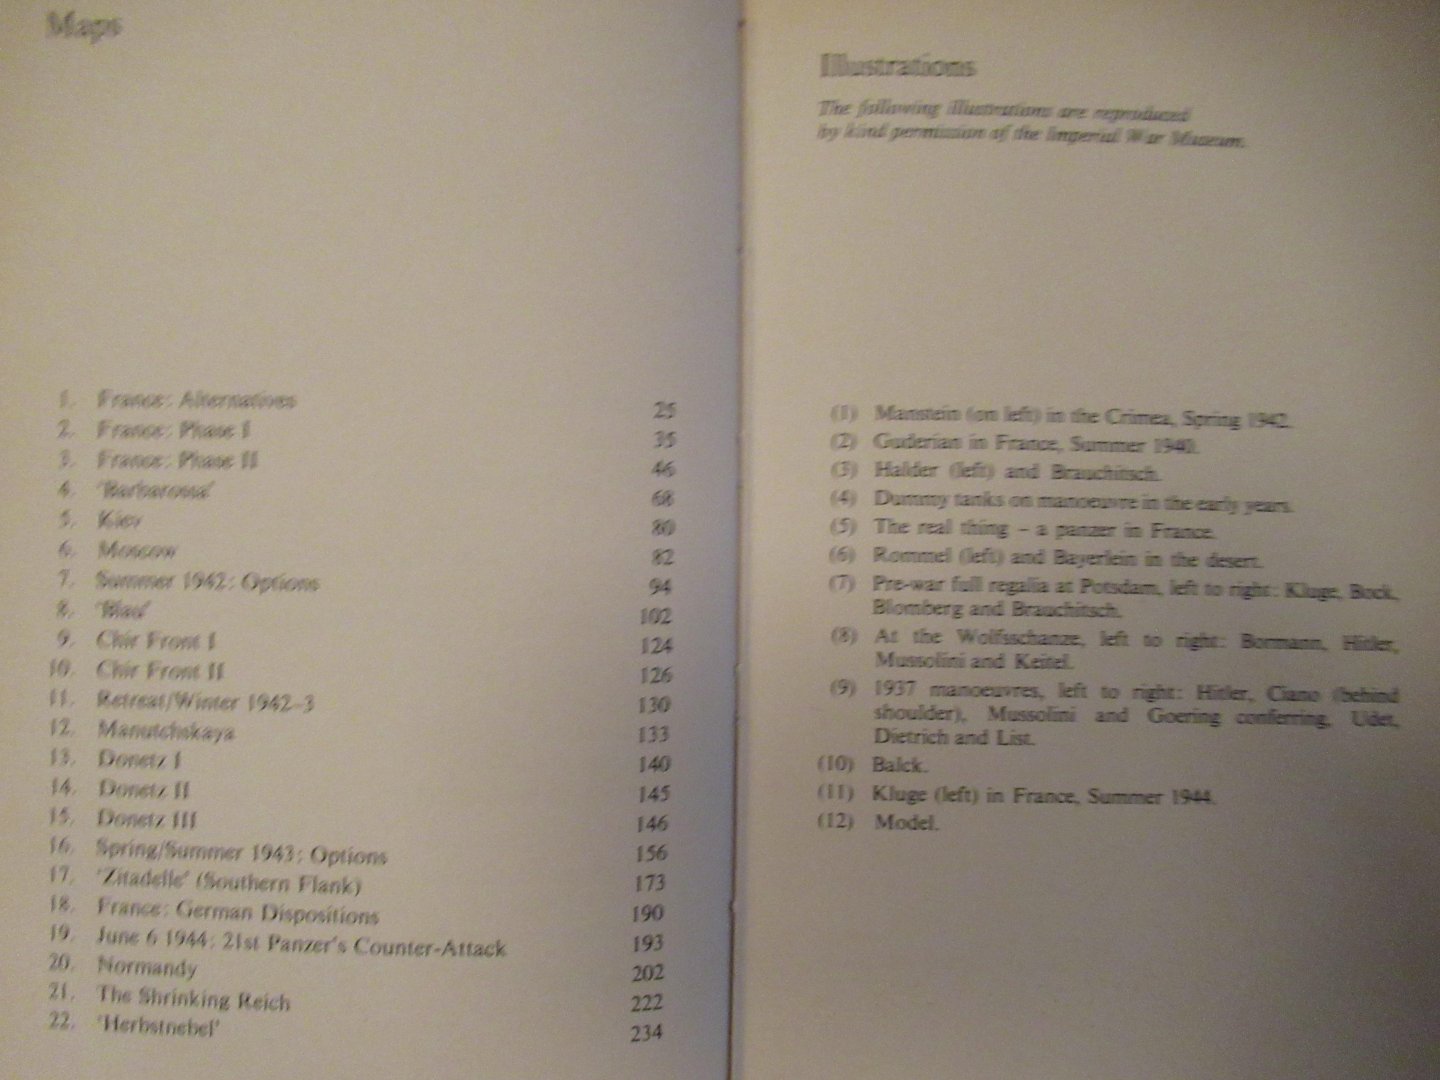 Maps
1. France: Alternatives 25
2. France: Phase I 35
3. France: Phase II 46
4. 'Barbarossa' 68
5. Kiev 80
6. Moscow 82
7. Summer 1942: Options 94
8. 'Blau' 102
9. Chir Front I 124
10. Chir Front II 126
11. Retreat/Winter 1942–3 130
12. Manutchskaya 133
13. Donetz I 140
14. Donetz II 145
15. Donetz III 146
16. Spring/Summer 1943: Options 156
17. 'Zitadelle' (Southern Flank) 173
18. France: German Dispositions 190
19. June 6 1944: 21st Panzer's Counter-Attack 193
20. Normandy 202
21. The Shrinking Reich 222
22. 'Herbstnebel' 234
Illustrations
The following illustrations are reproduced
by kind permission of the Imperial War Museum.
(1) Manstein (on left) in the Crimea, Spring 1942.
(2) Guderian in France, Summer 1940.
(3) Halder (left) and Brauchitsch.
(4) Dummy tanks on manoeuvre in the early years.
(5) The real thing – a panzer in France.
(6) Rommel (left) and Bayerlein in the desert.
(7) Pre-war full regalia at Potsdam, left to right: Kluge, Bock,
Blomberg and Brauchitsch.
(8) At the Wolfsschanze, left to right: Bormann, Hitler,
Mussolini and Keitel.
(9) 1937 manoeuvres, left to right: Hitler, Ciano (behind
shoulder), Mussolini and Goering conferring, Udet,
Dietrich and List.
(10) Balck.
(11) Kluge (left) in France, Summer 1944.
(12) Model.